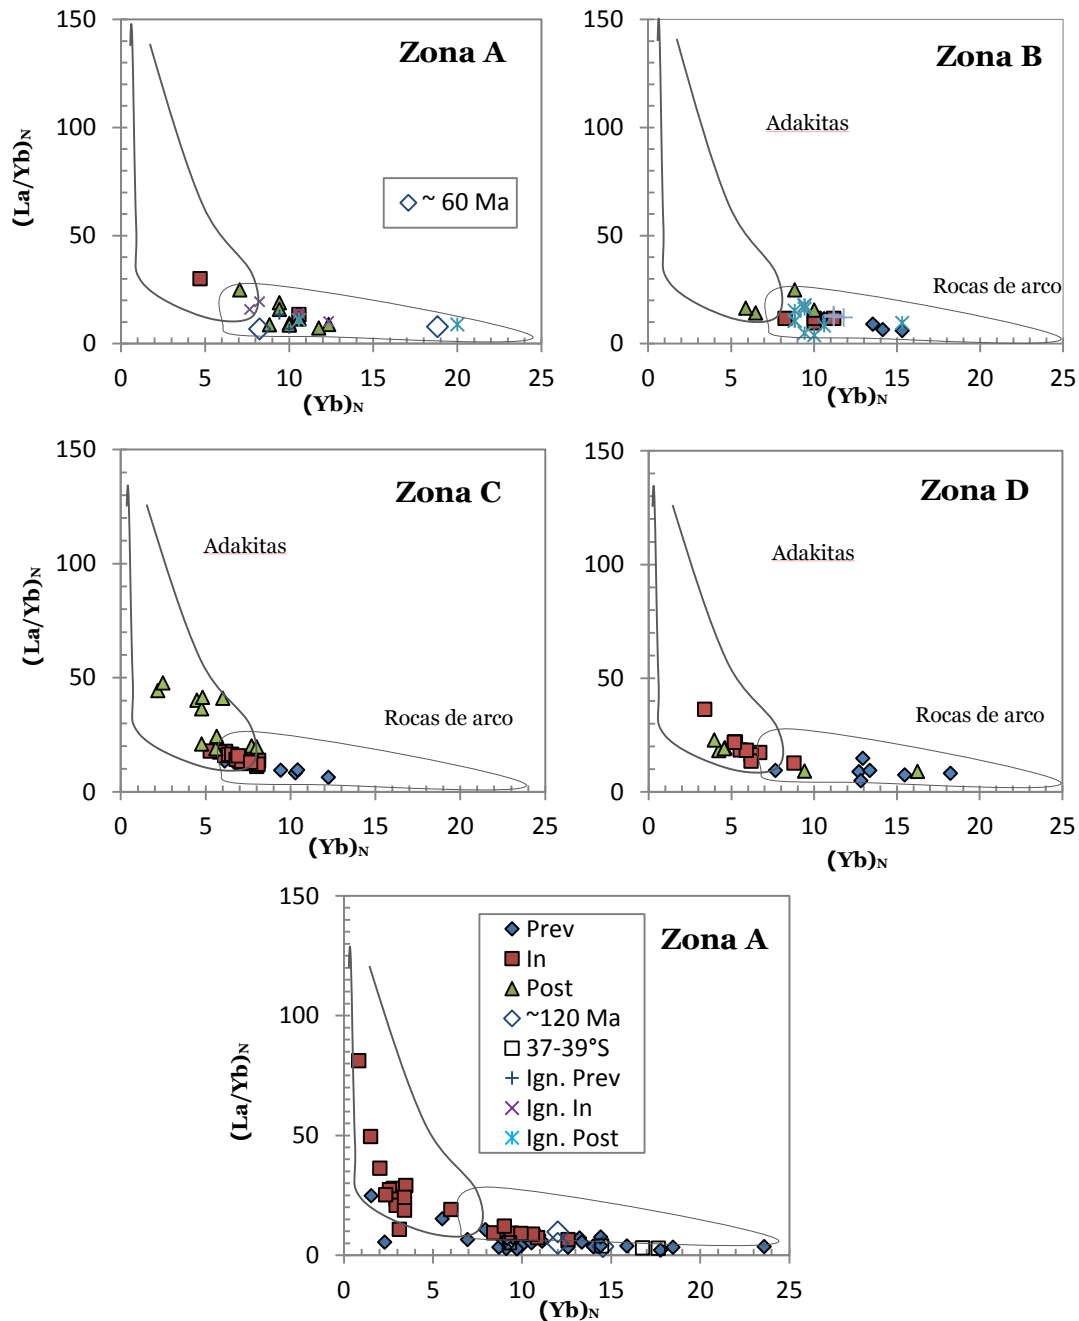 150
100
50
0
0
5
10
15
20
25
(La/Yb)N
(Yb)N
Zona A
~ 60 Ma
150
100
50
0
0
5
10
15
20
25
(Yb)N
Zona B
Adakitas
Rocas de arco
150
100
50
0
0
5
10
15
20
25
(La/Yb)N
(Yb)N
Zona C
Adakitas
Rocas de arco
150
100
50
0
0
5
10
15
20
25
(Yb)N
Zona D
Adakitas
Rocas de arco
150
100
50
0
0
5
10
15
20
25
(La/Yb)N
(Yb)N
Zona A
Prev
In
Post
~120 Ma
37-39°S
Ign. Prev
Ign. In
Ign. Post